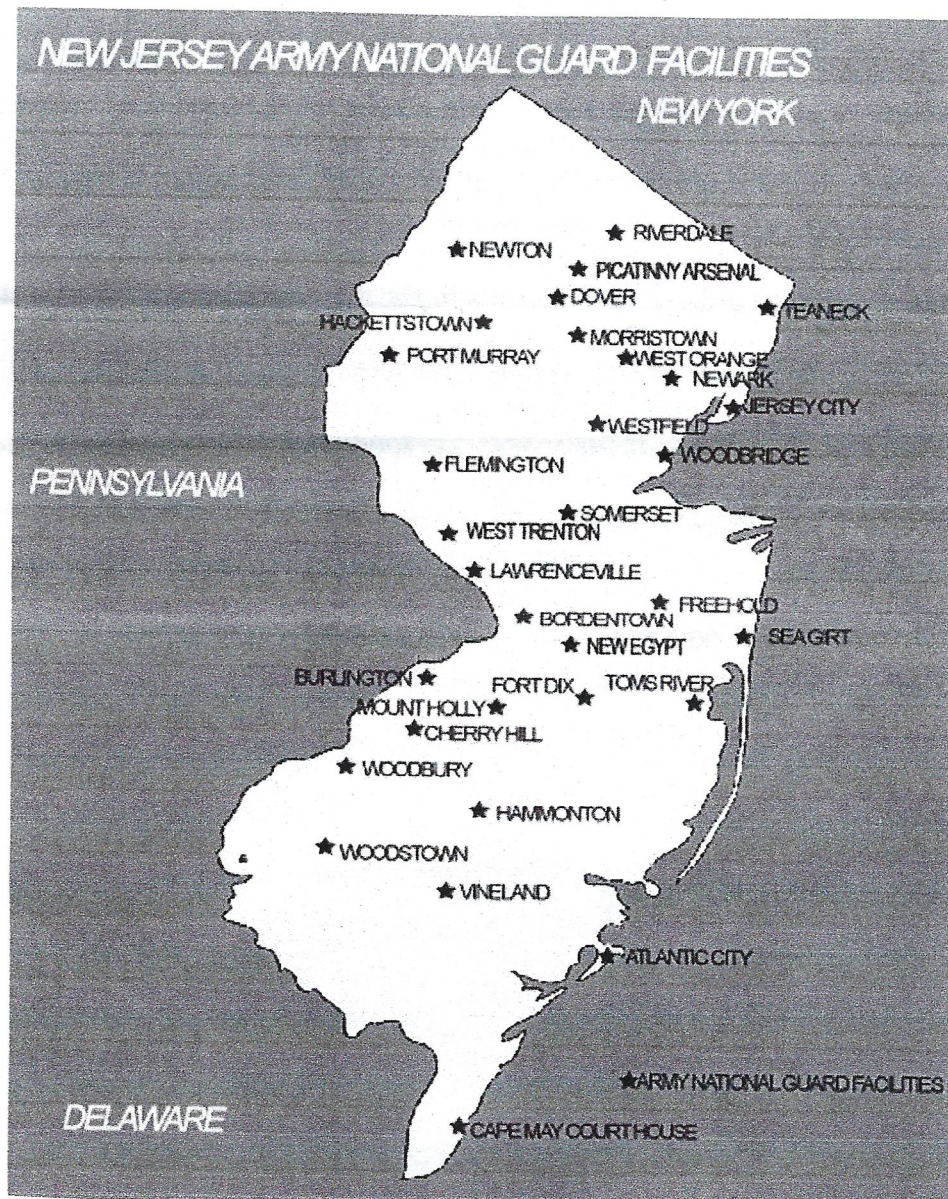 NEW JERSEY ARMY NATIONAL GUARD FACILITIES
NEW YORK
RIVERDALE
NEWTON
PICATINNY ARSENAL
DOVER
TEANECK
HACKETTSTOWN
MORRISTOWN
PORT MURRAY
WEST ORANGE
NEWARK
JERSEY CITY
WESTFIELD
WOODBRIDGE
FLEMINGTON
PENNSYLVANIA
SOMERSET
WEST TRENTON
LAWRENCEVILLE
FREEHOLD
BORDENTOWN
SEA GIRT
NEW EGYPT
BURLINGTON
FORT DIX
TOMS RIVER
MOUNT HOLLY
CHERRY HILL
WOODBURY
HAMMONTON
WOODSTOWN
VINELAND
ATLANTIC CITY
ARMY NATIONAL GUARD FACILITIES
DELAWARE
CAPE MAY COURT HOUSE